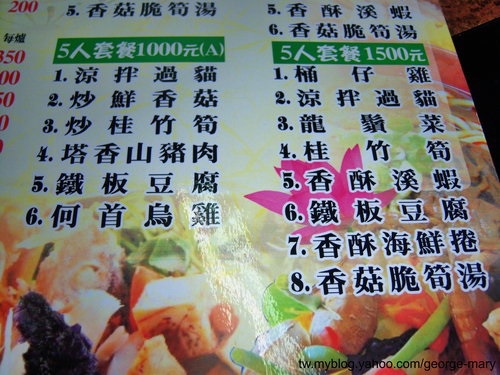 200
5.香菇脆筍湯
每爐
350
5人套餐1000元(A)
1.涼拌過貓
2.炒鮮香菇
3.炒桂竹筍
4.塔香山豬肉
5.鐵板豆腐
6.何首烏雞
5.香酥溪蝦
6.香菇脆筍湯
5人套餐1500元
1.桶仔雞
2.涼拌過貓
3.龍鬚菜
4.桂竹筍
5.香酥溪蝦
6.鐵板豆腐
7.香酥海鮮捲
8.香菇脆筍湯
tw.myblog.yahoo.com/george-mary